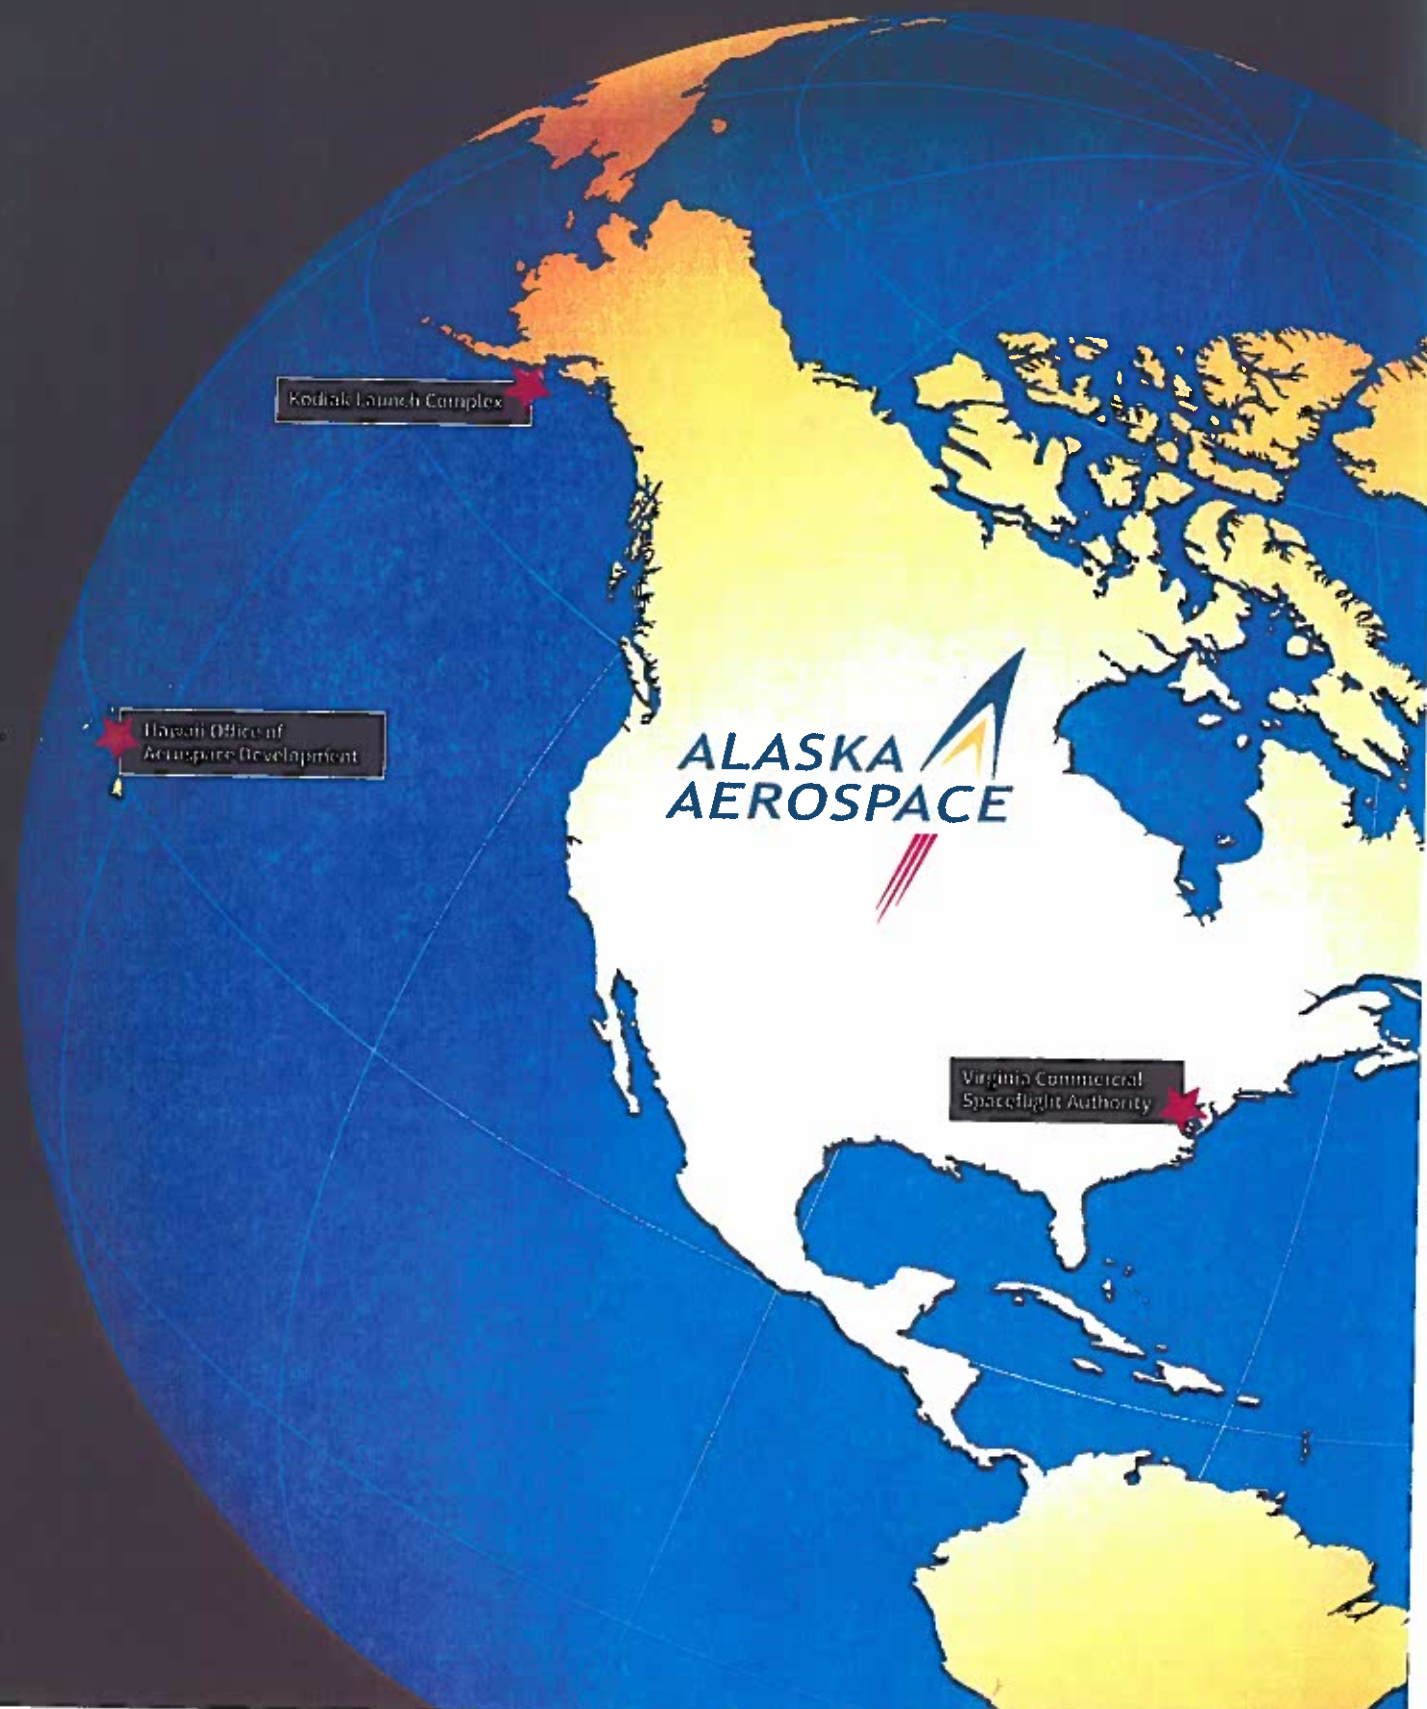 Kodiak Launch Complex
Hawaii Office of
Aerospace Development
ALASKA
AEROSPACE
Virginia Commercial
Spaceflight Authority